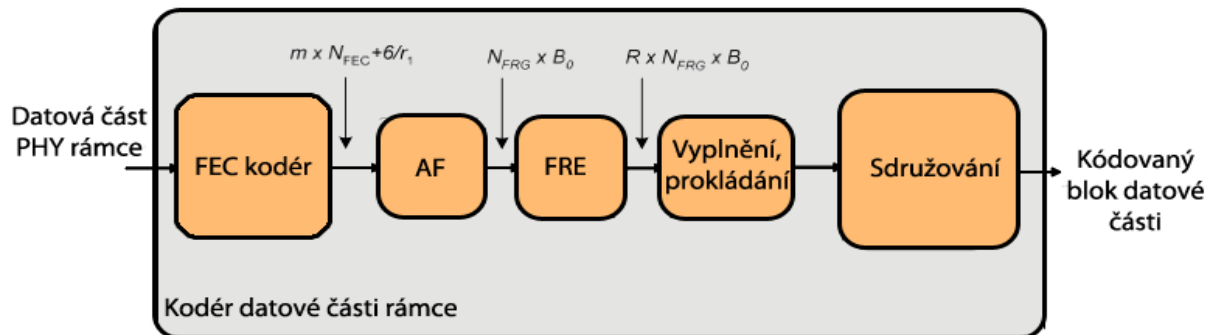 m x N_FEC+6/r_1
N_FRG x B_0
R x N_FRG x B_0
Datová část
PHY rámce
FEC kodér
AF
FRE
Vyplnění,
prokládání
Sdružování
Kódovaný
blok datové
části
Kodér datové části rámce